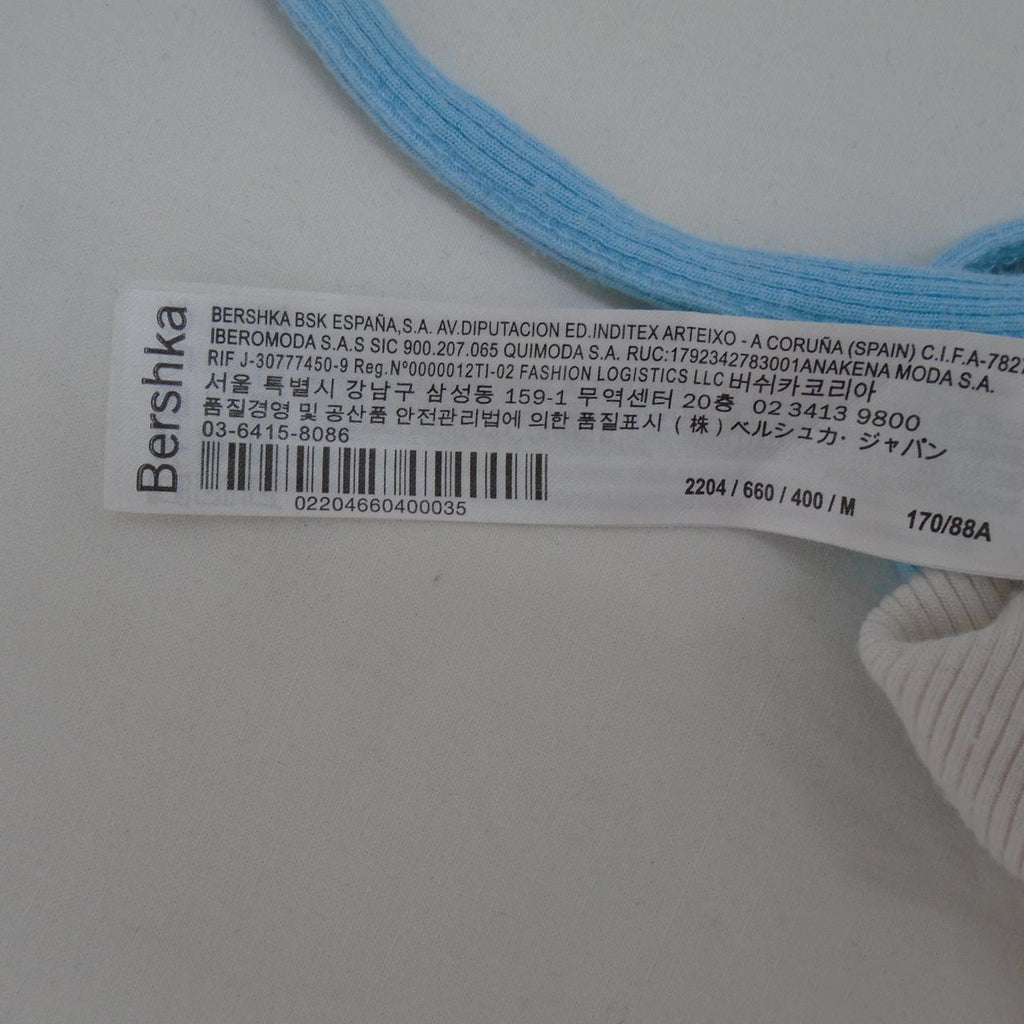 Bershka
BERSHKA BSK ESPAÑA,S.A. AV.DIPUTACION ED.INDITEX ARTEIXO - A CORUÑA (SPAIN) C.I.F.A-782
IBEROMODA S.A.S SIC 900.207.065 QUIMODA S.A. RUC:1792342783001ANAKENA MODA S.A.
RIF J-30777450-9 Reg.Nº0000012TI-02 FASHION LOGISTICS LLC 버쉬카코리아
서울 특별시 강남구 삼성동 159-1 무역센터 20층 02 3413 9800
품질경영 및 공산품 안전관리법에 의한 품질표시 (株) ベルシュカ・ジャパン
03-6415-8086
02204660400035
2204 / 660 / 400 / M
170/88A